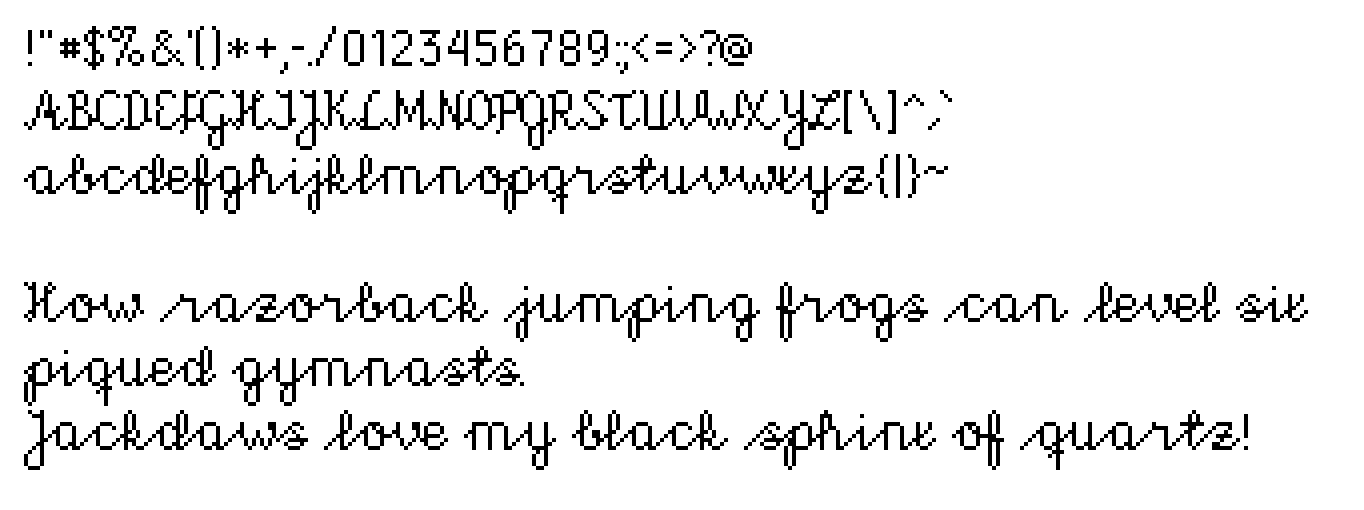 !"#$%&'()*+,-./0123456789:;<=>?@
ABCDEFGHIJKLMNOPQRSTUVWXYZ[\]^,`
abcdefghijklmnopqrstuvwxyz{|}~
How razorback jumping frogs can level six
piqued gymnasts.
Jackdaws love my black sphinx of quartz!